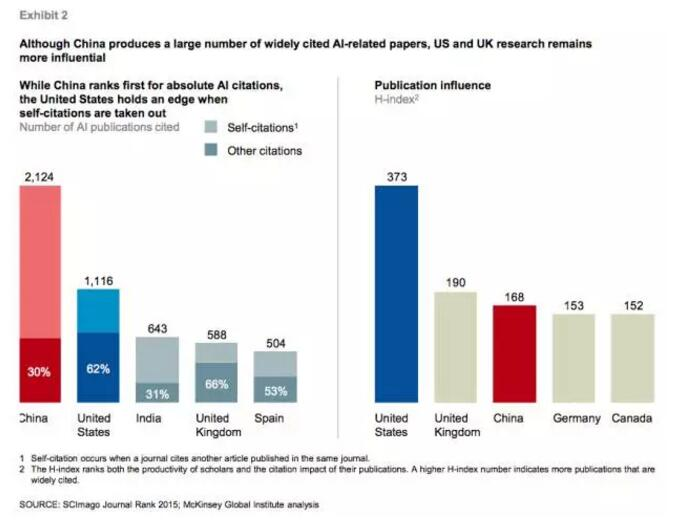 Exhibit 2
Although China produces a large number of widely cited AI-related papers, US and UK research remains
more influential
While China ranks first for absolute AI citations,
the United States holds an edge when
self-citations are taken out
Number of AI publications cited
Self-citations1
Other citations
2,124
1,116
643
588
504
30%
62%
31%
66%
53%
China
United
States
India
United
Kingdom
Spain
Publication influence
H-index2
373
190
168
153
152
United
States
United
Kingdom
China
Germany
Canada
1 Self-citation occurs when a journal cites another article published in the same journal.
2 The H-index ranks both the productivity of scholars and the citation impact of their publications. A higher H-index number indicates more publications that are
widely cited.
SOURCE: SCImago Journal Rank 2015; McKinsey Global Institute analysis